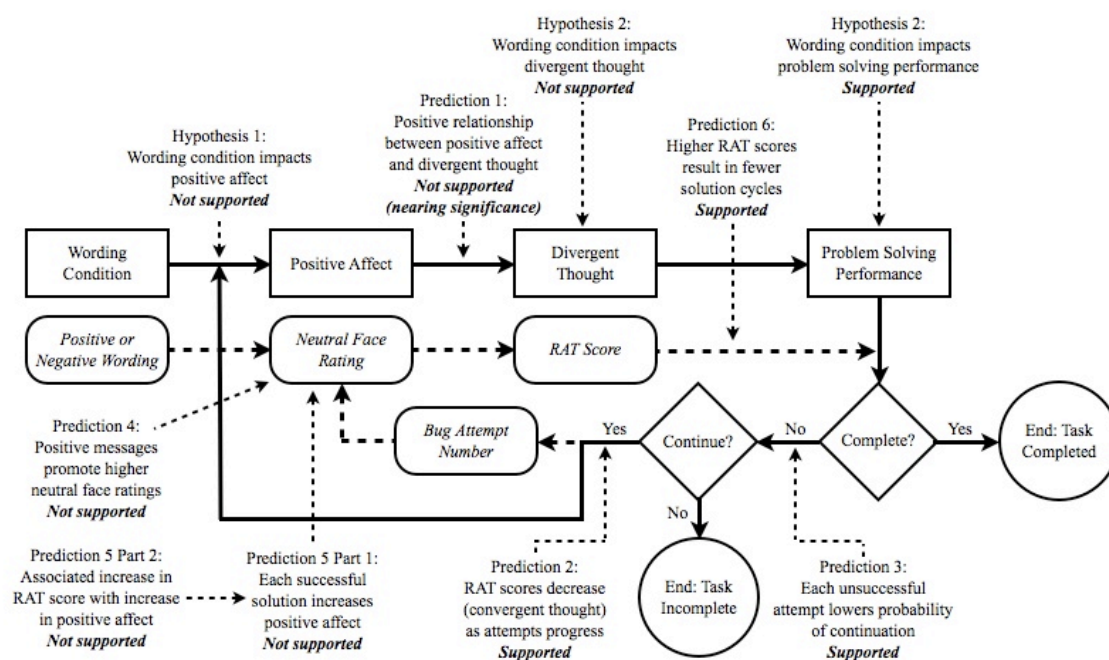 Hypothesis 2:
Wording condition impacts
divergent thought
Not supported
Hypothesis 2:
Wording condition impacts
problem solving performance
Supported
Prediction 1:
Positive relationship
between positive affect
and divergent thought
Not supported
(nearing significance)
Prediction 6:
Higher RAT scores
result in fewer
solution cycles
Supported
Hypothesis 1:
Wording condition impacts
positive affect
Not supported
Wording
Condition
Positive Affect
Divergent
Thought
Problem Solving
Performance
Positive or
Negative Wording
Neutral Face
Rating
RAT Score
Prediction 4:
Positive messages
promote higher
neutral face ratings
Not supported
Bug Attempt
Number
Yes
Continue?
No
Complete?
Yes
End: Task
Completed
No
End: Task
Incomplete
Prediction 5 Part 2:
Associated increase in
RAT score with increase
in positive affect
Not supported
Prediction 5 Part 1:
Each successful
solution increases
positive affect
Not supported
Prediction 2:
RAT scores decrease
(convergent thought)
as attempts progress
Supported
Prediction 3:
Each unsuccessful
attempt lowers probability
of continuation
Supported